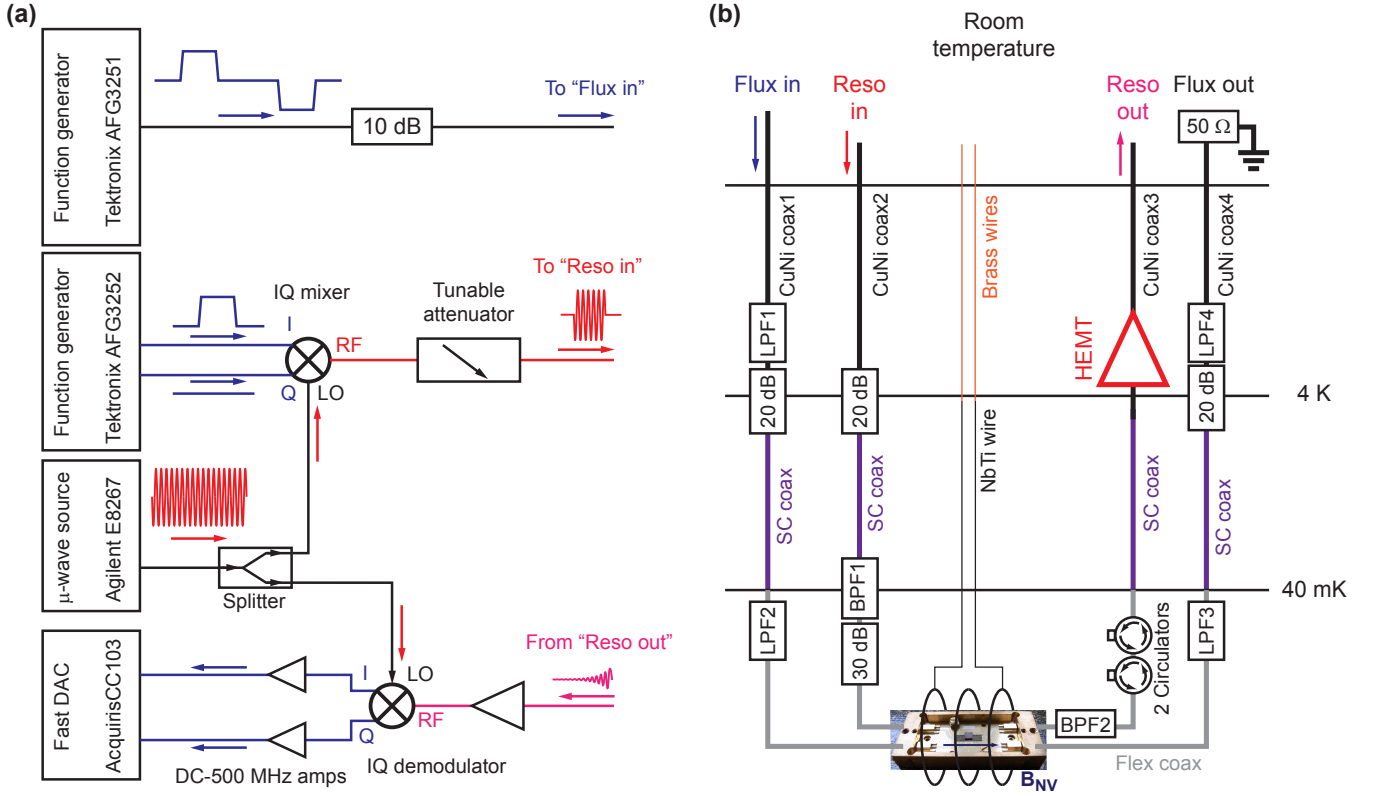 (a)
Function generator
Tektronix AFG3251
10 dB
To “Flux in”
Function generator
Tektronix AFG3252
I
Q
IQ mixer
RF
LO
Tunable
attenuator
To “Reso in”
μ-wave source
Agilent E8267
Splitter
Fast DAC
AcquirisCC103
I
Q
LO
RF
From “Reso out”
DC-500 MHz amps
IQ demodulator
(b)
Room
temperature
Flux in
Reso
in
Reso
out
Flux out
50 Ω
CuNi coax1
CuNi coax2
Brass wires
CuNi coax3
CuNi coax4
LPF1
HEMT
LPF4
20 dB
20 dB
20 dB
4 K
SC coax
SC coax
NbTi wire
SC coax
SC coax
BPF1
40 mK
LPF2
30 dB
2 Circulators
LPF3
BPF2
Flex coax
BNV